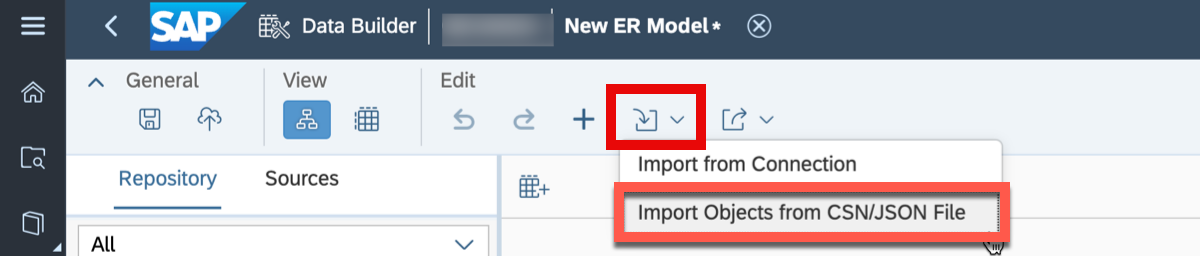 SAP Data Builder New ER Model*
General View Edit
Import from Connection
Repository Sources
Import Objects from CSN/JSON File
All